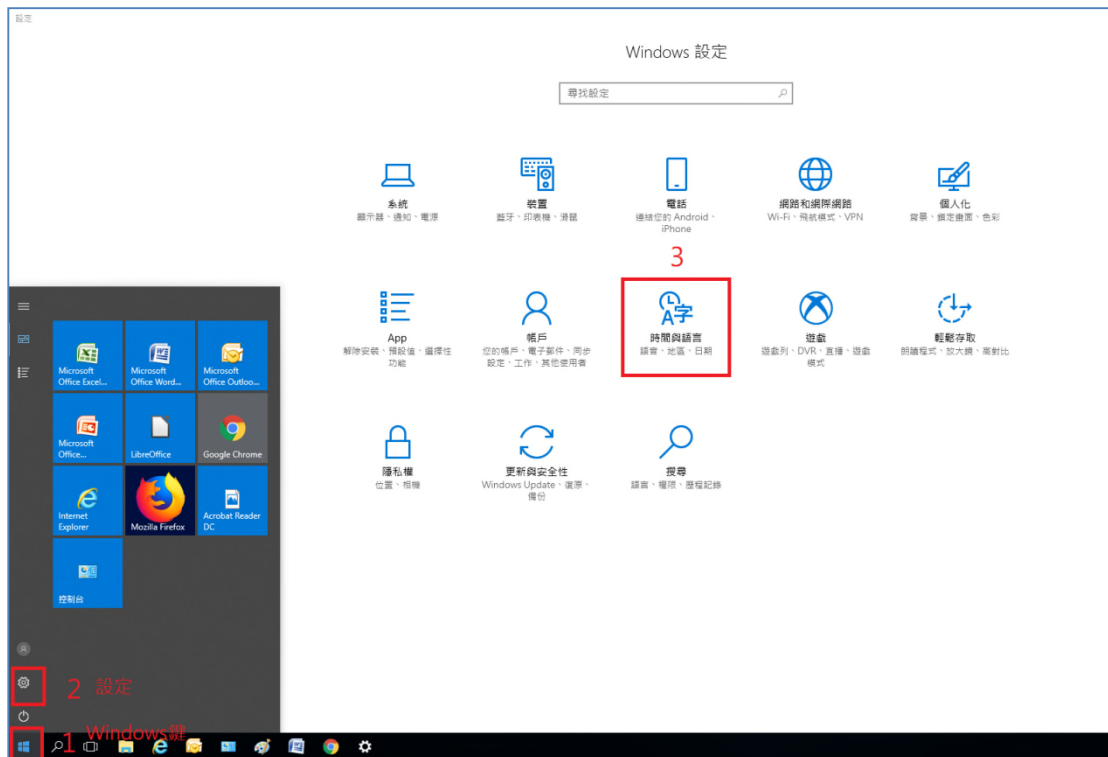 設定
Windows 設定
尋找設定
系統
顯示器、通知、電源
裝置
藍牙、印表機、滑鼠
電話
連結您的 Android、
iPhone
網路和網際網路
Wi-Fi、飛航模式、VPN
個人化
背景、鎖定畫面、色彩
3
App
解除安裝、預設值、選擇性
功能
帳戶
您的帳戶、電子郵件、同步
設定、工作、其他使用者
時間與語言
語音、地區、日期
遊戲
遊戲列、DVR、直播、遊戲
模式
輕鬆存取
朗讀程式、放大鏡、高對比
隱私權
位置、相機
更新與安全性
Windows Update、復原、
備份
搜尋
語言、權限、歷程記錄
Microsoft
Office Excel...
Microsoft
Office Word...
Microsoft
Office Outloo...
Microsoft
Office...
LibreOffice
Google Chrome
Internet
Explorer
Mozilla Firefox
Acrobat Reader
DC
控制台
2 設定
1 Windows鍵